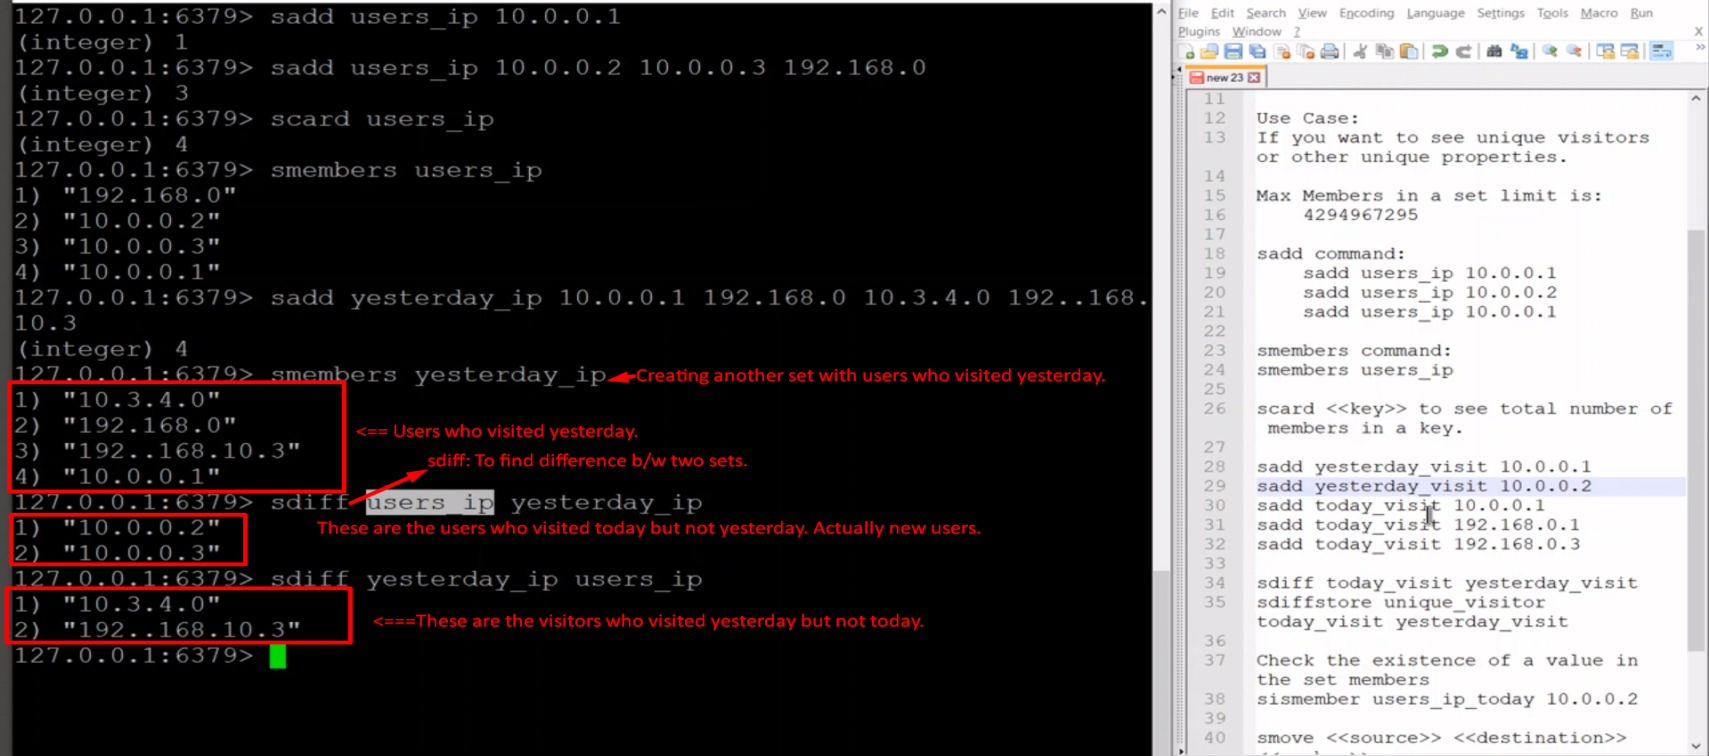 127.0.0.1:6379> sadd users_ip 10.0.0.1
(integer) 1
127.0.0.1:6379> sadd users_ip 10.0.0.2 10.0.0.3 192.168.0
(integer) 3
127.0.0.1:6379> scard users_ip
(integer) 4
127.0.0.1:6379> smembers users_ip
1) "192.168.0"
2) "10.0.0.2"
3) "10.0.0.3"
4) "10.0.0.1"
127.0.0.1:6379> sadd yesterday_ip 10.0.0.1 192.168.0 10.3.4.0 192..168.
10.3
(integer) 4
127.0.0.1:6379> smembers yesterday_ip
Creating another set with users who visited yesterday.
1) "10.3.4.0"
2) "192.168.0"
<== Users who visited yesterday.
3) "192..168.10.3"
sdiff: To find difference b/w two sets.
4) "10.0.0.1"
127.0.0.1:6379> sdiff users_ip yesterday_ip
1) "10.0.0.2"
These are the users who visited today but not yesterday. Actually new users.
2) "10.0.0.3"
127.0.0.1:6379> sdiff yesterday_ip users_ip
1) "10.3.4.0"
2) "192..168.10.3"
<===These are the visitors who visited yesterday but not today.
127.0.0.1:6379>
File Edit Search View Encoding Language Settings Tools Macro Run
Plugins Window ? X
new 23
11
12 Use Case:
13 If you want to see unique visitors
or other unique properties.
14
15 Max Members in a set limit is:
16 4294967295
17
18 sadd command:
19 sadd users_ip 10.0.0.1
20 sadd users_ip 10.0.0.2
21 sadd users_ip 10.0.0.1
22
23 smembers command:
24 smembers users_ip
25
26 scard <<key>> to see total number of
members in a key.
27
28 sadd yesterday_visit 10.0.0.1
29 sadd yesterday_visit 10.0.0.2
30 sadd today_visit 10.0.0.1
31 sadd today_visit 192.168.0.1
32 sadd today_visit 192.168.0.3
33
34 sdiff today_visit yesterday_visit
35 sdiffstore unique_visitor
today_visit yesterday_visit
36
37 Check the existence of a value in
the set members
38 sismember users_ip_today 10.0.0.2
39
40 smove <<source>> <<destination>>